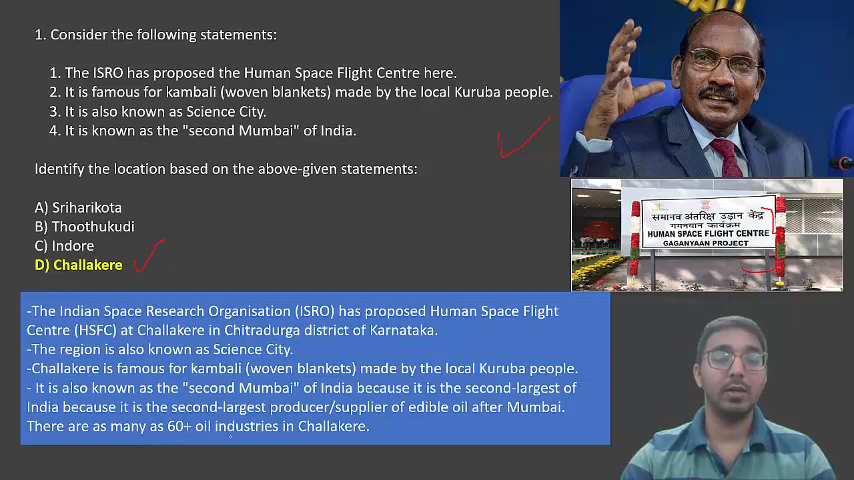 1. Consider the following statements:
1. The ISRO has proposed the Human Space Flight Centre here.
2. It is famous for kambali (woven blankets) made by the local Kuruba people.
3. It is also known as Science City.
4. It is known as the "second Mumbai" of India.
Identify the location based on the above-given statements:
A) Sriharikota
B) Thoothukudi
C) Indore
D) Challakere
समानव अंतरिक्ष उड़ान केंद्र
गगनयान कार्यक्रम
HUMAN SPACE FLIGHT CENTRE
GAGANYAAN PROJECT
-The Indian Space Research Organisation (ISRO) has proposed Human Space Flight
Centre (HSFC) at Challakere in Chitradurga district of Karnataka.
-The region is also known as Science City.
-Challakere is famous for kambali (woven blankets) made by the local Kuruba people.
- It is also known as the "second Mumbai" of India because it is the second-largest of
India because it is the second-largest producer/supplier of edible oil after Mumbai.
There are as many as 60+ oil industries in Challakere.